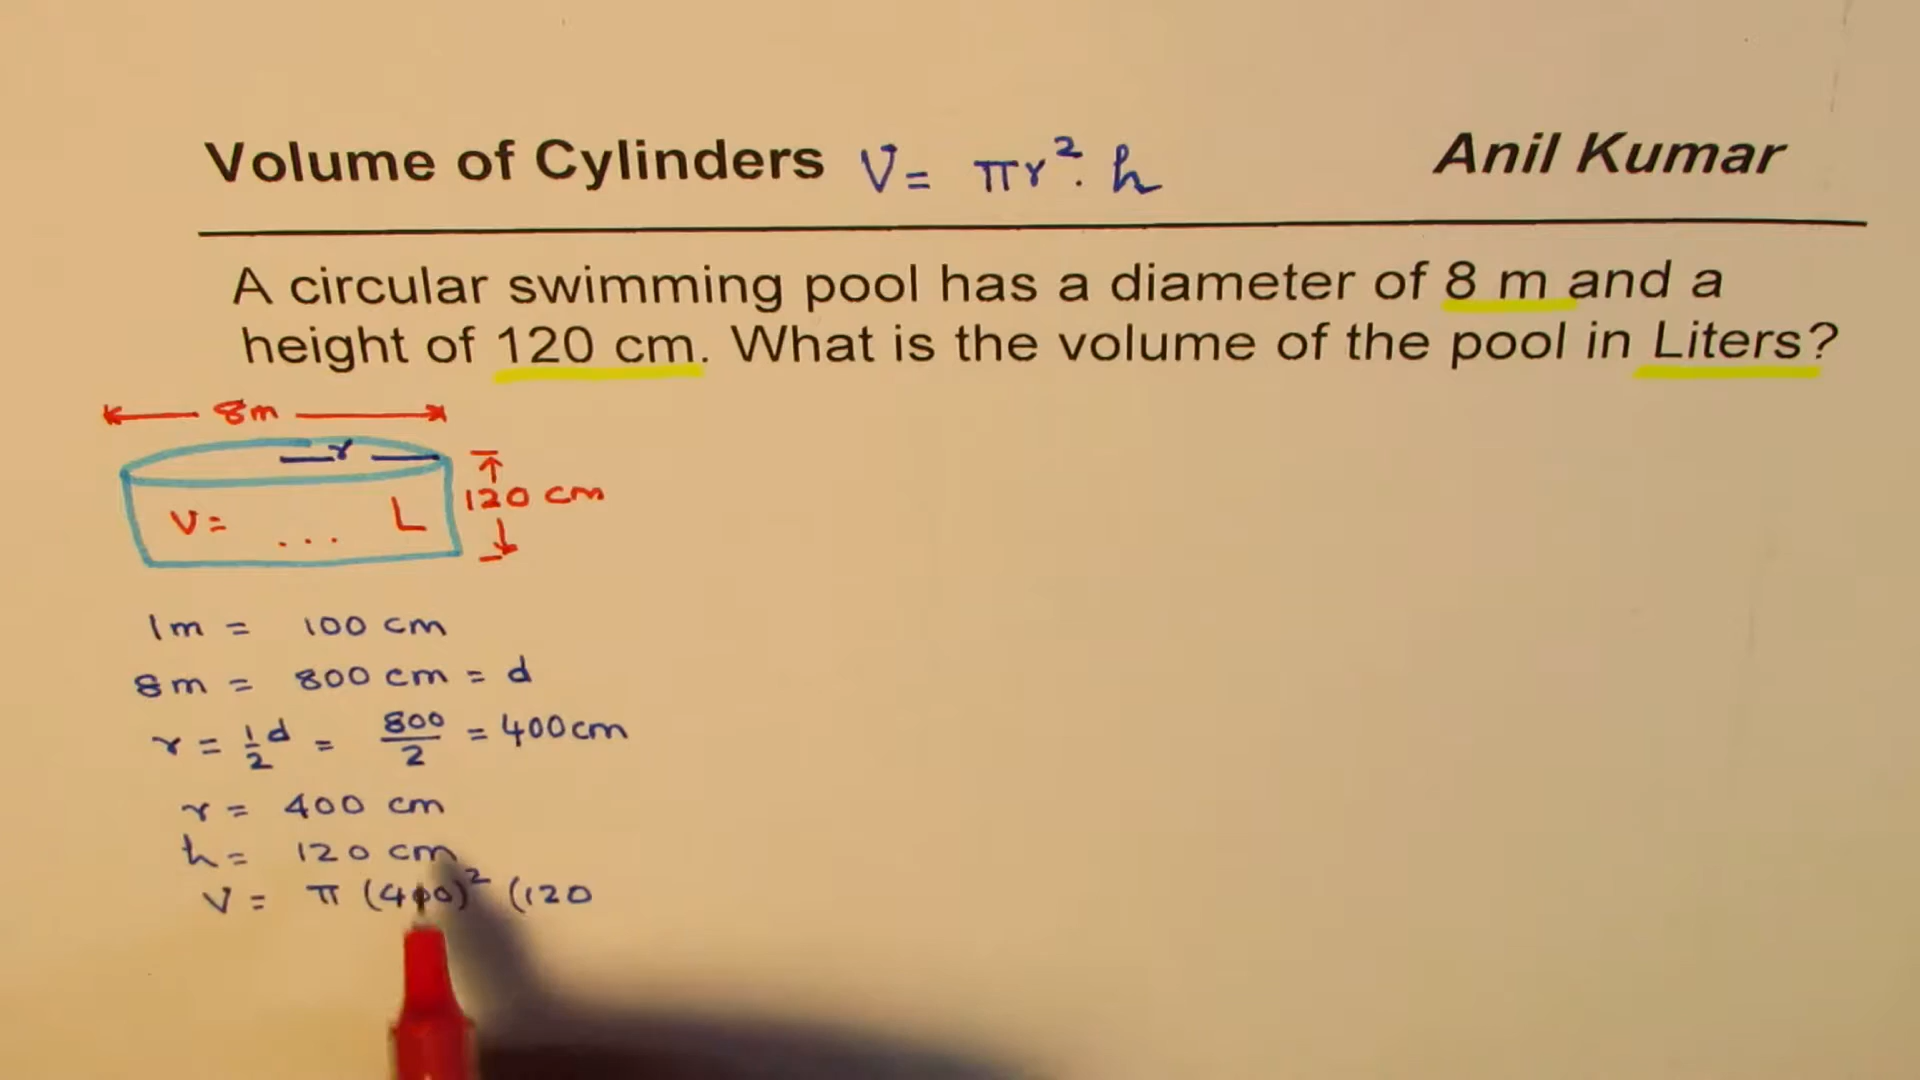 Volume of Cylinders V = πr². h
Anil Kumar
A circular swimming pool has a diameter of 8 m and a
height of 120 cm. What is the volume of the pool in Liters?
8m
r
120 cm
V = ... L
1m = 100 cm
8m = 800 cm = d
r = 1/2 d = 800/2 = 400cm
r = 400 cm
h = 120 cm
V = π (400)² (120